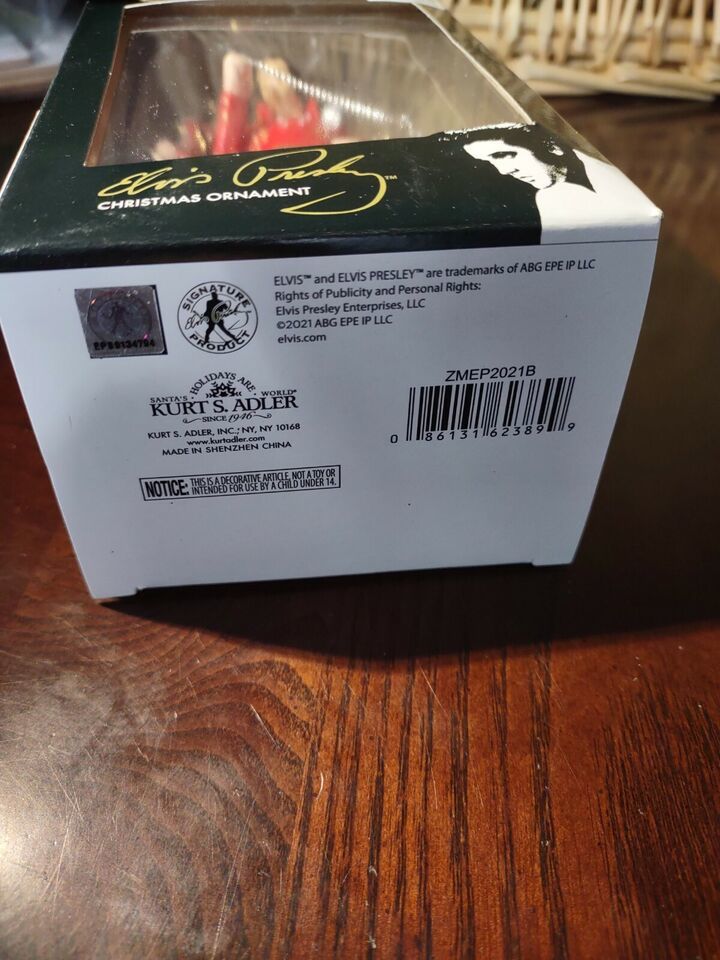 Elvis Presley™
CHRISTMAS ORNAMENT
ELVIS™ and ELVIS PRESLEY™ are trademarks of ABG EPE IP LLC
Rights of Publicity and Personal Rights:
Elvis Presley Enterprises, LLC
©2021 ABG EPE IP LLC
elvis.com
SIGNATURE
Elvis Presley
PRODUCT
ZMEP2021B
0 86131 62389 9
HOLIDAYS ARE
SANTA'S WORLD®
KURT S. ADLER
SINCE 1946
KURT S. ADLER, INC.; NY, NY 10168
www.kurtadler.com
MADE IN SHENZHEN CHINA
NOTICE: THIS IS A DECORATIVE ARTICLE, NOT A TOY OR
INTENDED FOR USE BY A CHILD UNDER 14.